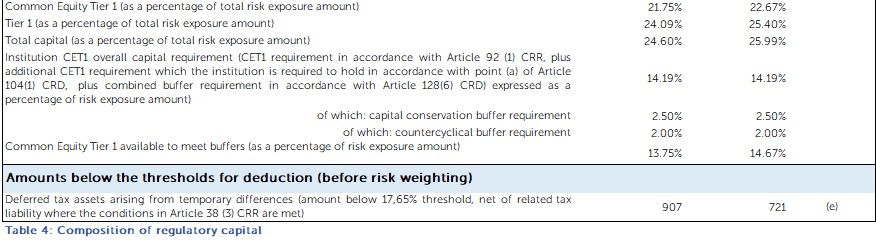 Common Equity Tier 1 (as a percentage of total risk exposure amount) 21.75% 22.67%
Tier 1 (as a percentage of total risk exposure amount) 24.09% 25.40%
Total capital (as a percentage of total risk exposure amount) 24.60% 25.99%
Institution CET1 overall capital requirement (CET1 requirement in accordance with Article 92 (1) CRR, plus
additional CET1 requirement which the institution is required to hold in accordance with point (a) of Article
104(1) CRD, plus combined buffer requirement in accordance with Article 128(6) CRD) expressed as a
percentage of risk exposure amount) 14.19% 14.19%
of which: capital conservation buffer requirement 2.50% 2.50%
of which: countercyclical buffer requirement 2.00% 2.00%
Common Equity Tier 1 available to meet buffers (as a percentage of risk exposure amount) 13.75% 14.67%
Amounts below the thresholds for deduction (before risk weighting)
Deferred tax assets arising from temporary differences (amount below 17,65% threshold, net of related tax
liability where the conditions in Article 38 (3) CRR are met) 907 721 (e)
Table 4: Composition of regulatory capital